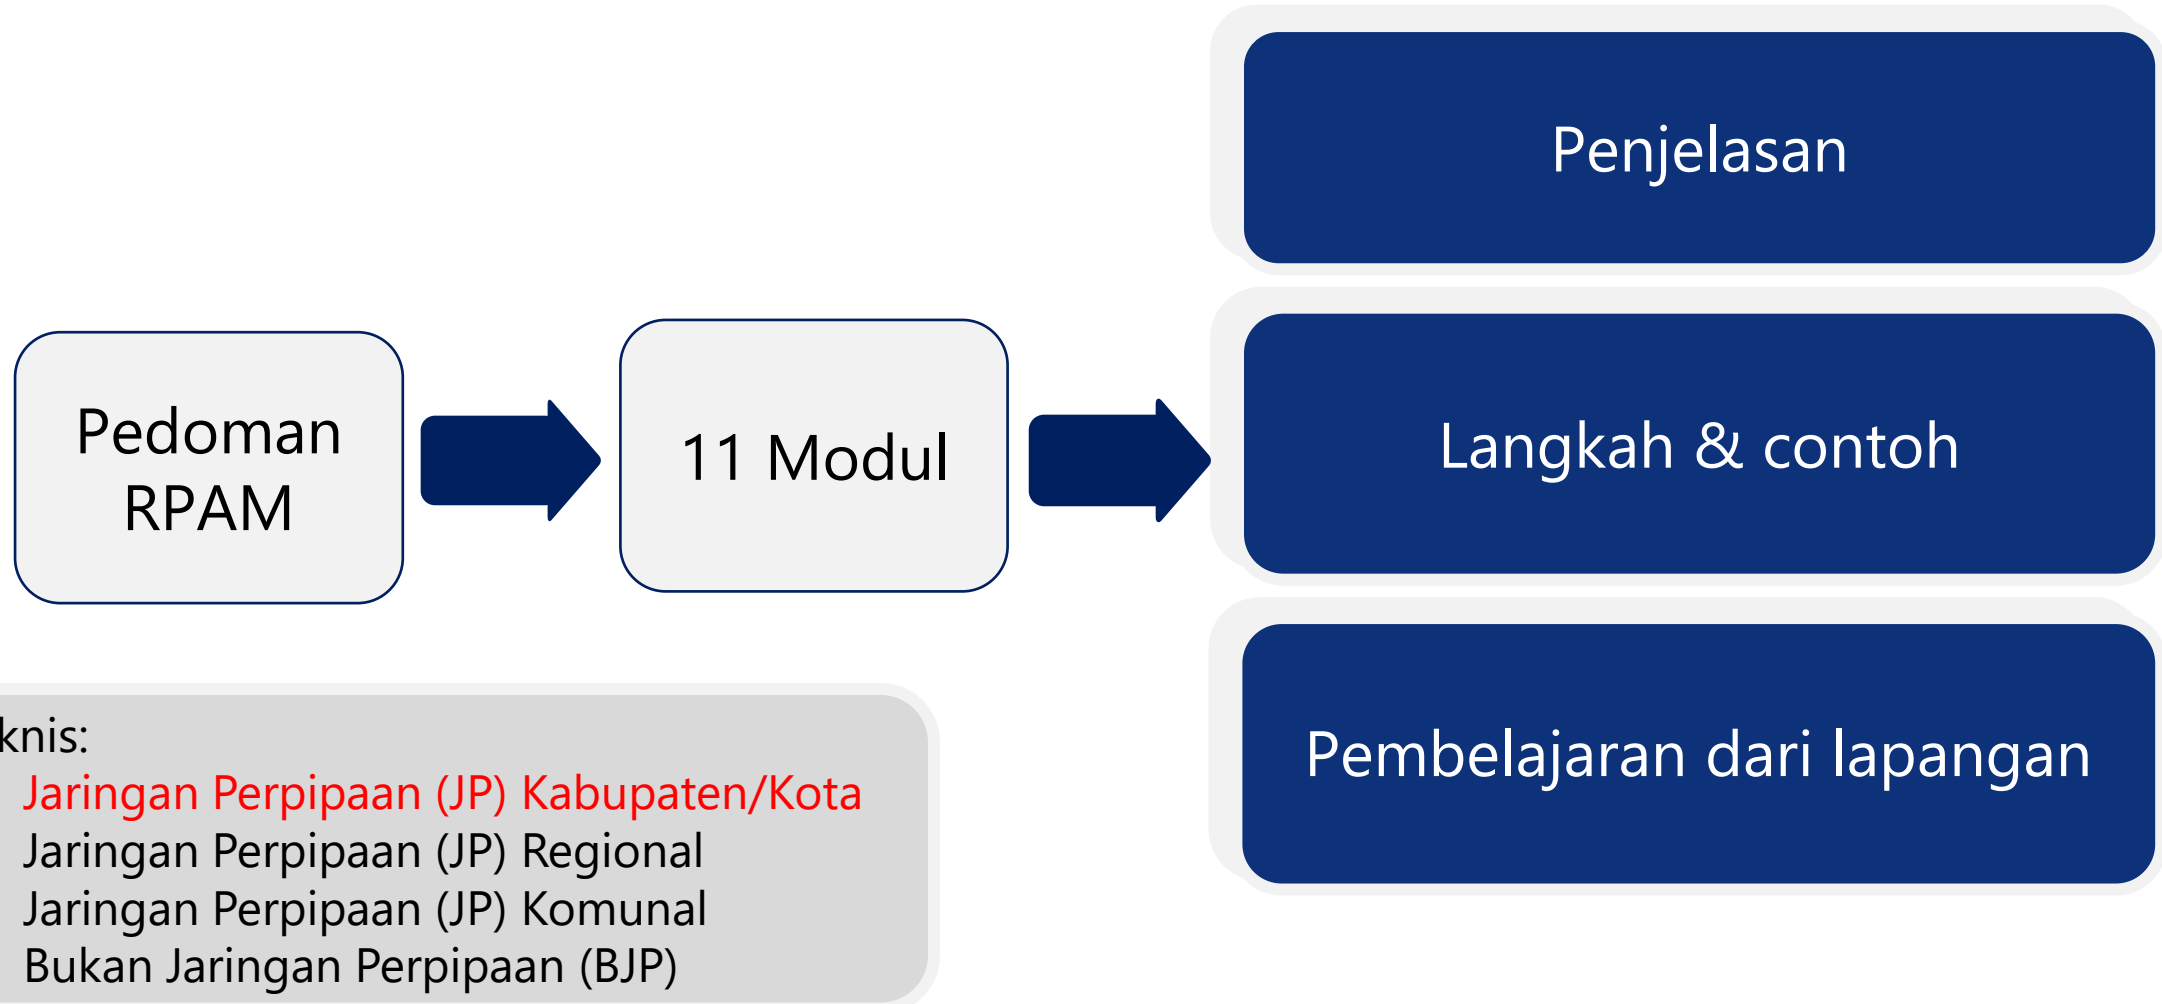 Pedoman
RPAM
11 Modul
Penjelasan
Langkah & contoh
Pembelajaran dari lapangan
Jaringan Perpipaan (JP) Kabupaten/Kota
Jaringan Perpipaan (JP) Regional
Jaringan Perpipaan (JP) Komunal
Bukan Jaringan Perpipaan (BJP)